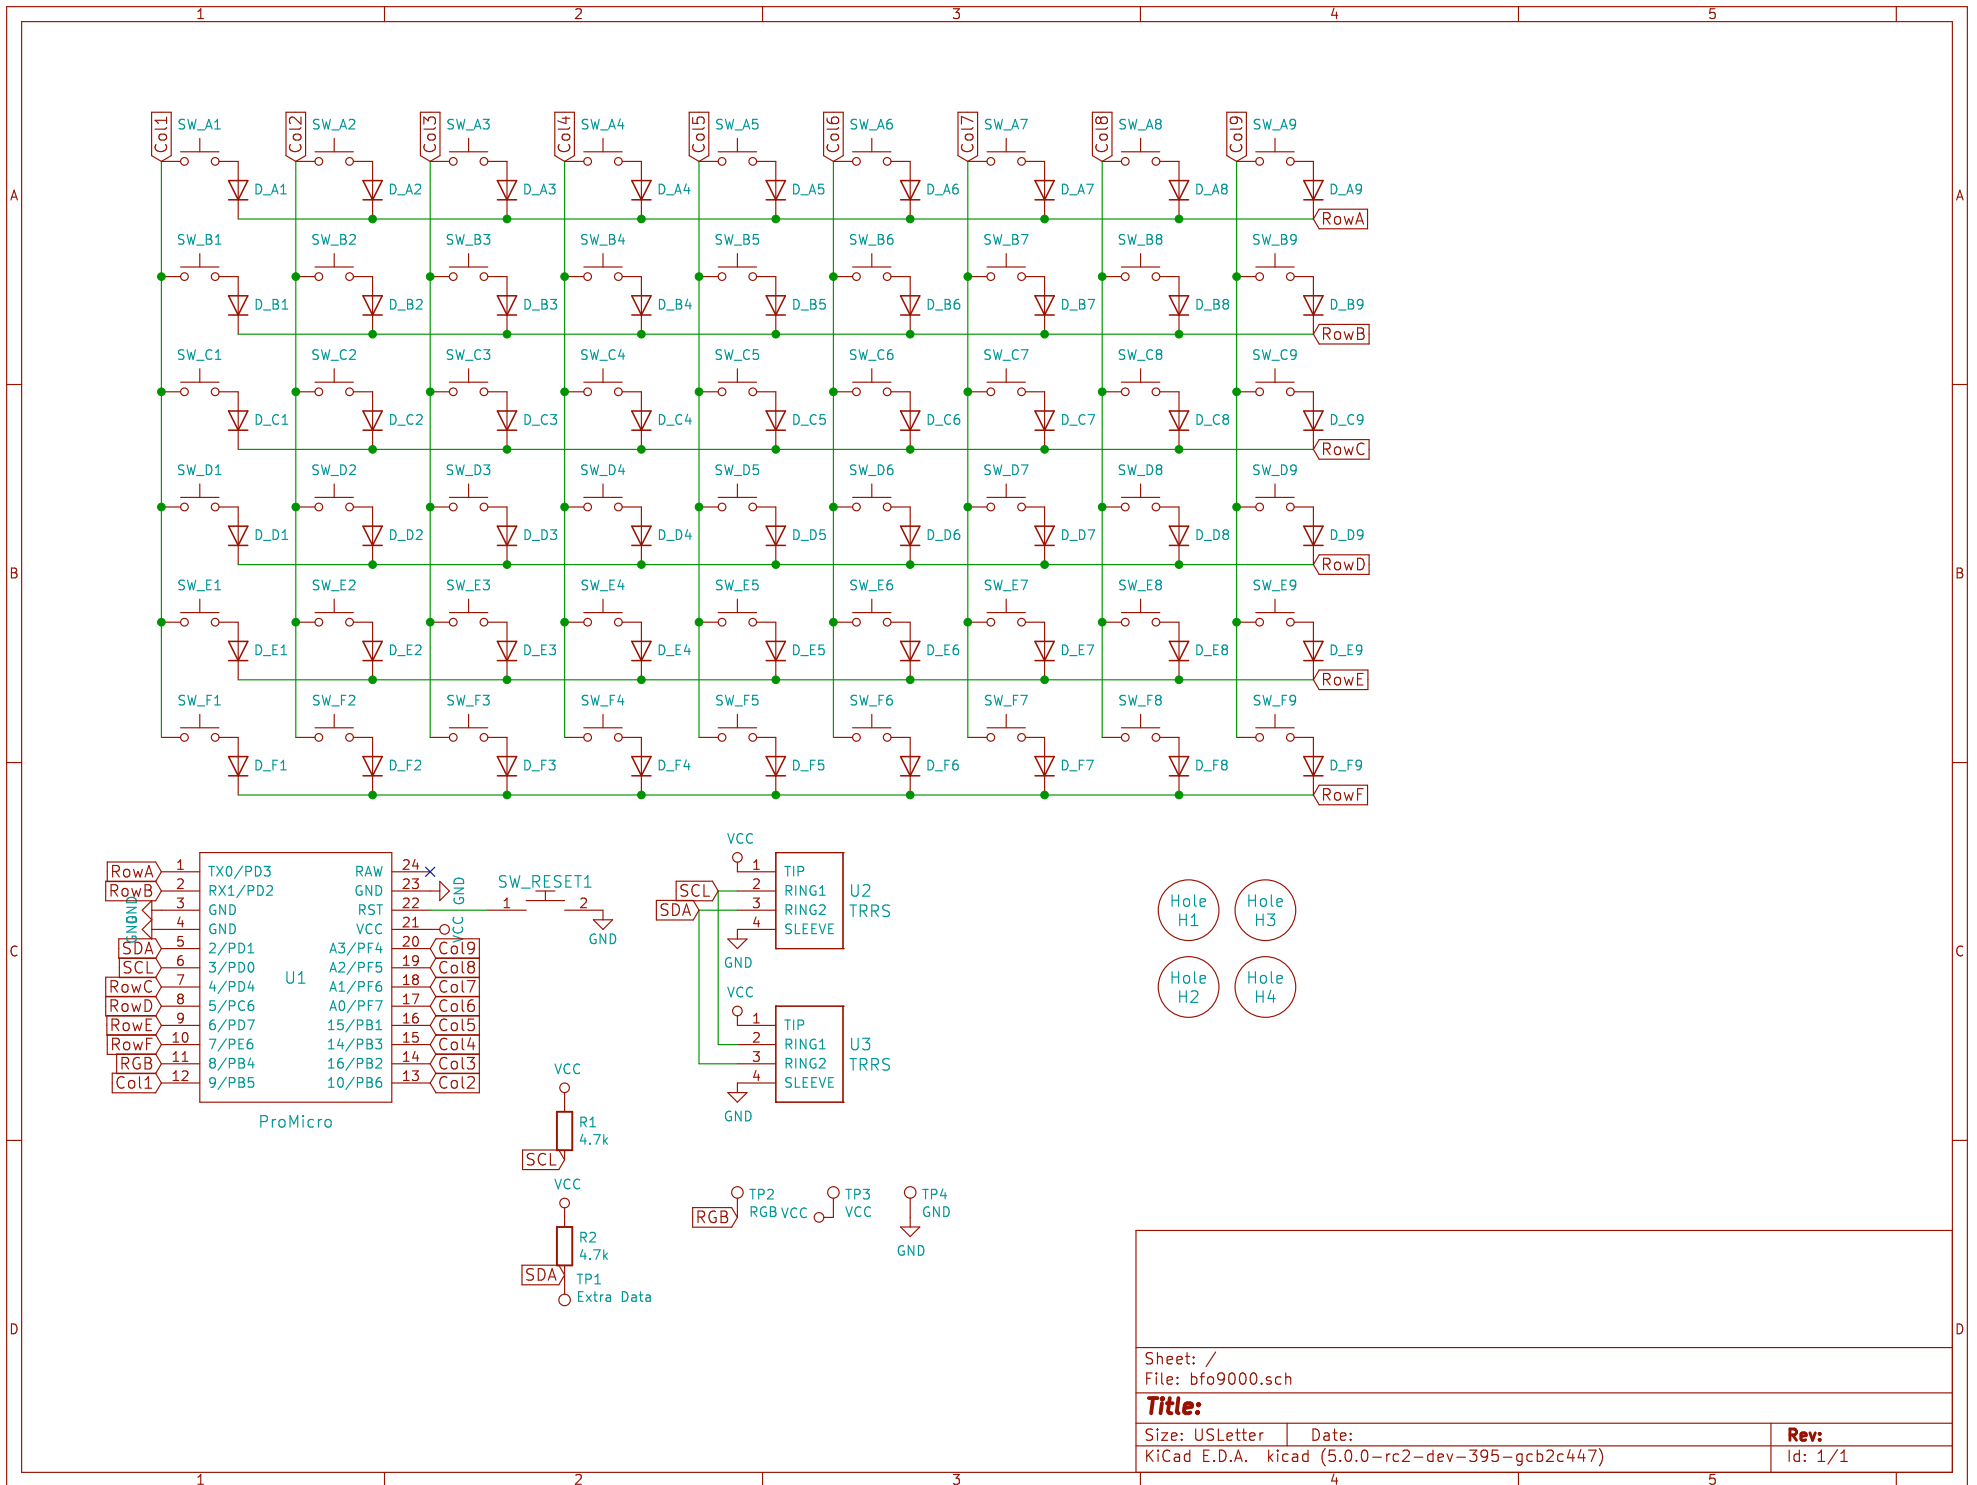 1 2 3 4 5
Col1 SW_A1 Col2 SW_A2 Col3 SW_A3 Col4 SW_A4 Col5 SW_A5 Col6 SW_A6 Col7 SW_A7 Col8 SW_A8 Col9 SW_A9
A D_A1 D_A2 D_A3 D_A4 D_A5 D_A6 D_A7 D_A8 D_A9 A
RowA
SW_B1 SW_B2 SW_B3 SW_B4 SW_B5 SW_B6 SW_B7 SW_B8 SW_B9
D_B1 D_B2 D_B3 D_B4 D_B5 D_B6 D_B7 D_B8 D_B9
RowB
SW_C1 SW_C2 SW_C3 SW_C4 SW_C5 SW_C6 SW_C7 SW_C8 SW_C9
D_C1 D_C2 D_C3 D_C4 D_C5 D_C6 D_C7 D_C8 D_C9
RowC
SW_D1 SW_D2 SW_D3 SW_D4 SW_D5 SW_D6 SW_D7 SW_D8 SW_D9
D_D1 D_D2 D_D3 D_D4 D_D5 D_D6 D_D7 D_D8 D_D9
RowD
B B
SW_E1 SW_E2 SW_E3 SW_E4 SW_E5 SW_E6 SW_E7 SW_E8 SW_E9
D_E1 D_E2 D_E3 D_E4 D_E5 D_E6 D_E7 D_E8 D_E9
RowE
SW_F1 SW_F2 SW_F3 SW_F4 SW_F5 SW_F6 SW_F7 SW_F8 SW_F9
D_F1 D_F2 D_F3 D_F4 D_F5 D_F6 D_F7 D_F8 D_F9
RowF
RowA 1 TX0/PD3 RAW 24
RowB 2 RX1/PD2 GND 23 GND
GND 3 GND RST 22
GND 4 GND VCC 21 VCC
SDA 5 2/PD1 A3/PF4 20 Col9
SCL 6 3/PD0 A2/PF5 19 Col8
U1
RowC 7 4/PD4 A1/PF6 18 Col7
RowD 8 5/PC6 A0/PF7 17 Col6
RowE 9 6/PD7 15/PB1 16 Col5
RowF 10 7/PE6 14/PB3 15 Col4
RGB 11 8/PB4 16/PB2 14 Col3
Col1 12 9/PB5 10/PB6 13 Col2
ProMicro
SW_RESET1
1 2
GND
VCC
1 TIP
SCL 2 RING1 U2
SDA 3 RING2 TRRS
4 SLEEVE
GND
VCC
1 TIP
2 RING1 U3
3 RING2 TRRS
4 SLEEVE
GND
Hole Hole
H1 H3
Hole Hole
H2 H4
C C
VCC
R1
4.7k
SCL
VCC
R2
4.7k
SDA TP1
Extra Data
TP2 TP3 TP4
RGB RGB VCC VCC GND
GND
D D
Sheet: /
File: bfo9000.sch
Title:
Size: USLetter Date: Rev:
KiCad E.D.A. kicad (5.0.0-rc2-dev-395-gcb2c447) Id: 1/1
1 2 3 4 5